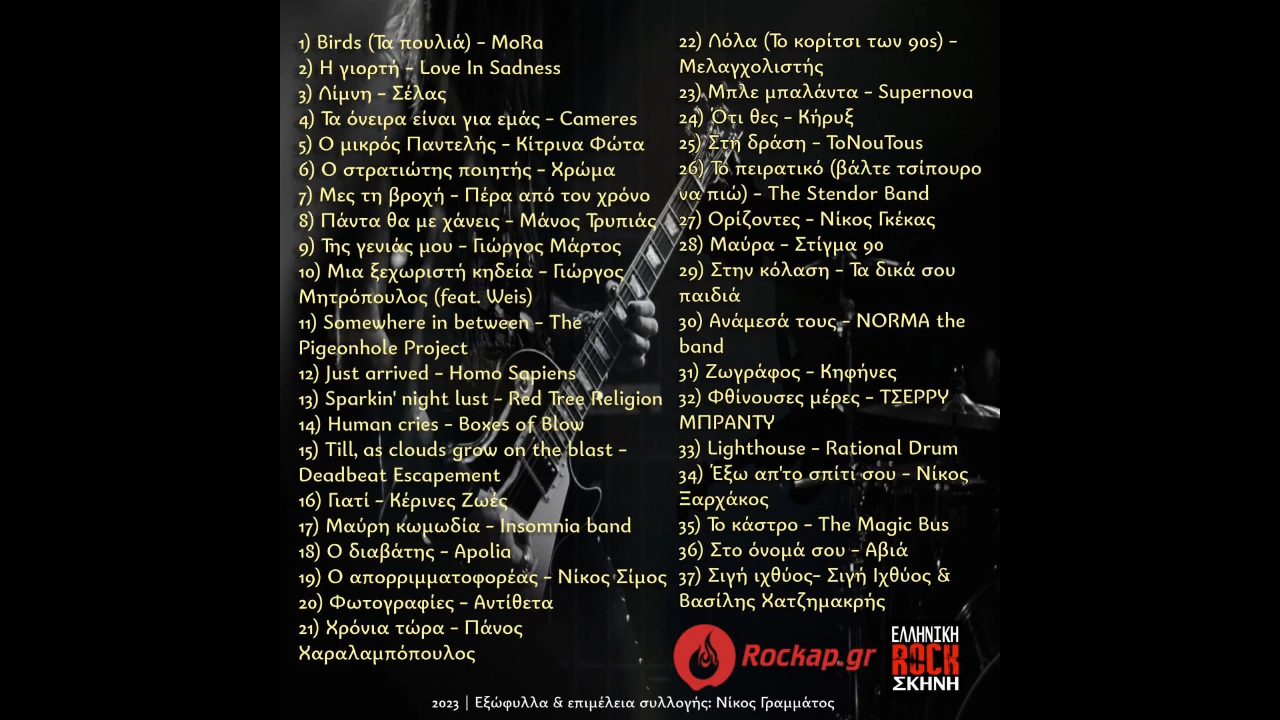 1) Birds (Τα πουλιά) - MoRa
2) Η γιορτή - Love In Sadness
3) Λίμνη - Σέλας
4) Τα όνειρα είναι για εμάς - Cameres
5) Ο μικρός Παντελής - Κίτρινα Φώτα
6) Ο στρατιώτης ποιητής - Χρώμα
7) Μες τη βροχή - Πέρα από τον χρόνο
8) Πάντα θα με χάνεις - Μάνος Τρυπιάς
9) Της γενιάς μου - Γιώργος Μάρτος
10) Μια ξεχωριστή κηδεία - Γιώργος
Μητρόπουλος (feat. Weis)
11) Somewhere in between - The
Pigeonhole Project
12) Just arrived - Homo Sapiens
13) Sparkin' night lust - Red Tree Religion
14) Human cries - Boxes of Blow
15) Till, as clouds grow on the blast -
Deadbeat Escapement
16) Γιατί - Κέρινες Ζωές
17) Μαύρη κωμωδία - Insomnia band
18) Ο διαβάτης - Apolia
19) Ο απορριμματοφορέας - Νίκος Σίμος
20) Φωτογραφίες - Αντίθετα
21) Χρόνια τώρα - Πάνος
Χαραλαμπόπουλος
22) Λόλα (Το κορίτσι των 90s) -
Μελαγχολιστής
23) Μπλε μπαλάντα - Supernova
24) Ότι θες - Κήρυξ
25) Στη δράση - ToNouTous
26) Το πειρατικό (βάλτε τσίπουρο
να πιώ) - The Stendor Band
27) Ορίζοντες - Νίκος Γκέκας
28) Μαύρα - Στίγμα 90
29) Στην κόλαση - Τα δικά σου
παιδιά
30) Ανάμεσά τους - NORMA the
band
31) Ζωγράφος - Κηφήνες
32) Φθίνουσες μέρες - ΤΣΕΡΡΥ
ΜΠΡΑΝΤΥ
33) Lighthouse - Rational Drum
34) Έξω απ'το σπίτι σου - Νίκος
Ξαρχάκος
35) Το κάστρο - The Magic Bus
36) Στο όνομά σου - Αβιά
37) Σιγή ιχθύος- Σιγή Ιχθύος &
Βασίλης Χατζημακρής
Rockap.gr
ΕΛΛΗΝΙΚΗ
ROCK
ΣΚΗΝΗ
2023 | Εξώφυλλα & επιμέλεια συλλογής: Νίκος Γραμμάτος